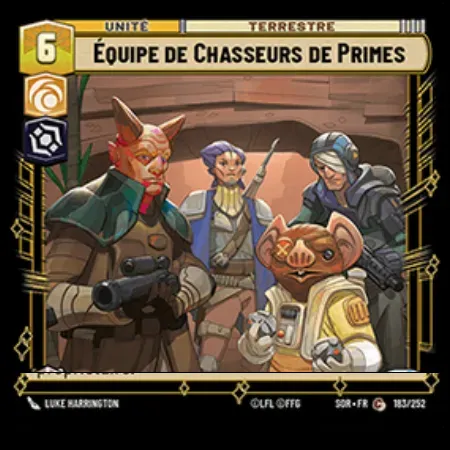 UNITÉ
TERRESTRE
6
ÉQUIPE DE CHASSEURS DE PRIMES
LUKE HARRINGTON
©LFL ©FFG
SOR • FR
C
183/252